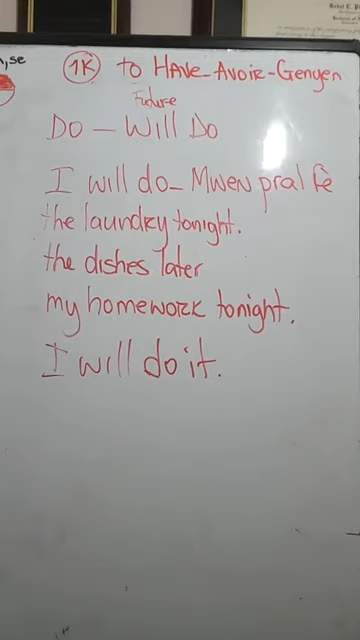 n,se
1K to HAVE-Avoir-Genyen
Future
Do – Will Do
I will do– Mwen pral fè
the laundry tonight.
the dishes later
my homework tonight.
I will do it.